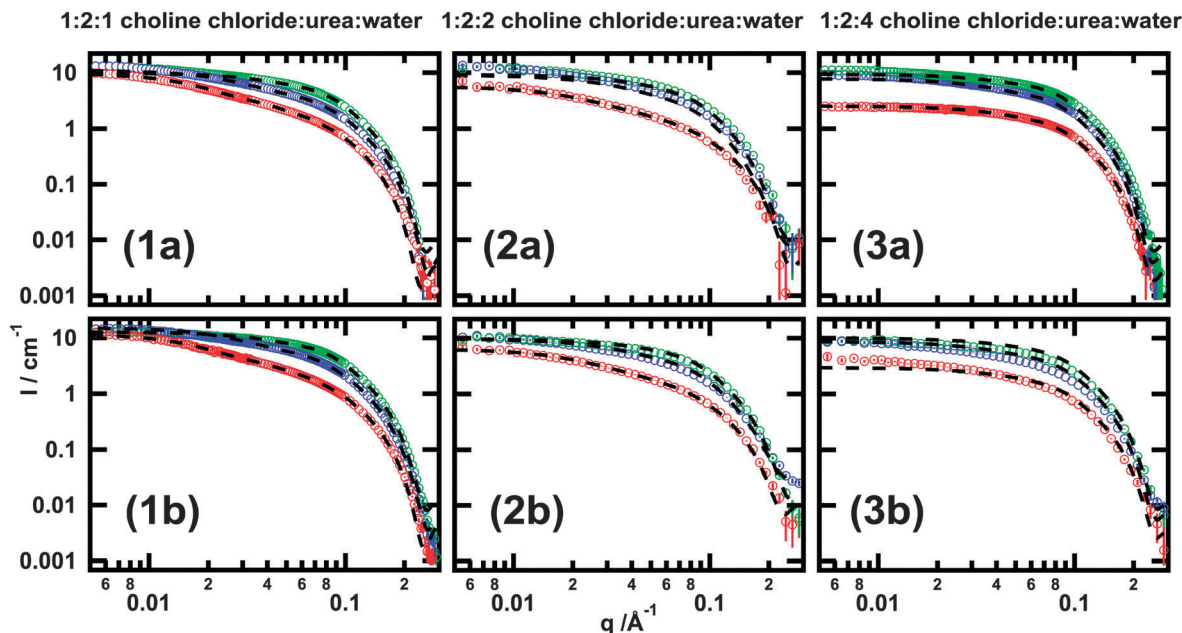 1:2:1 choline chloride:urea:water 1:2:2 choline chloride:urea:water 1:2:4 choline chloride:urea:water
10
1
0.1
0.01
0.001
(1a) (2a) (3a)
I / cm-1
10
1
0.1
0.01
0.001
(1b) (2b) (3b)
6 8 2 4 6 8 2 6 8 2 4 6 8 2 6 8 2 4 6 8 2
0.01 0.1 0.01 0.1 0.01 0.1
q /Å-1